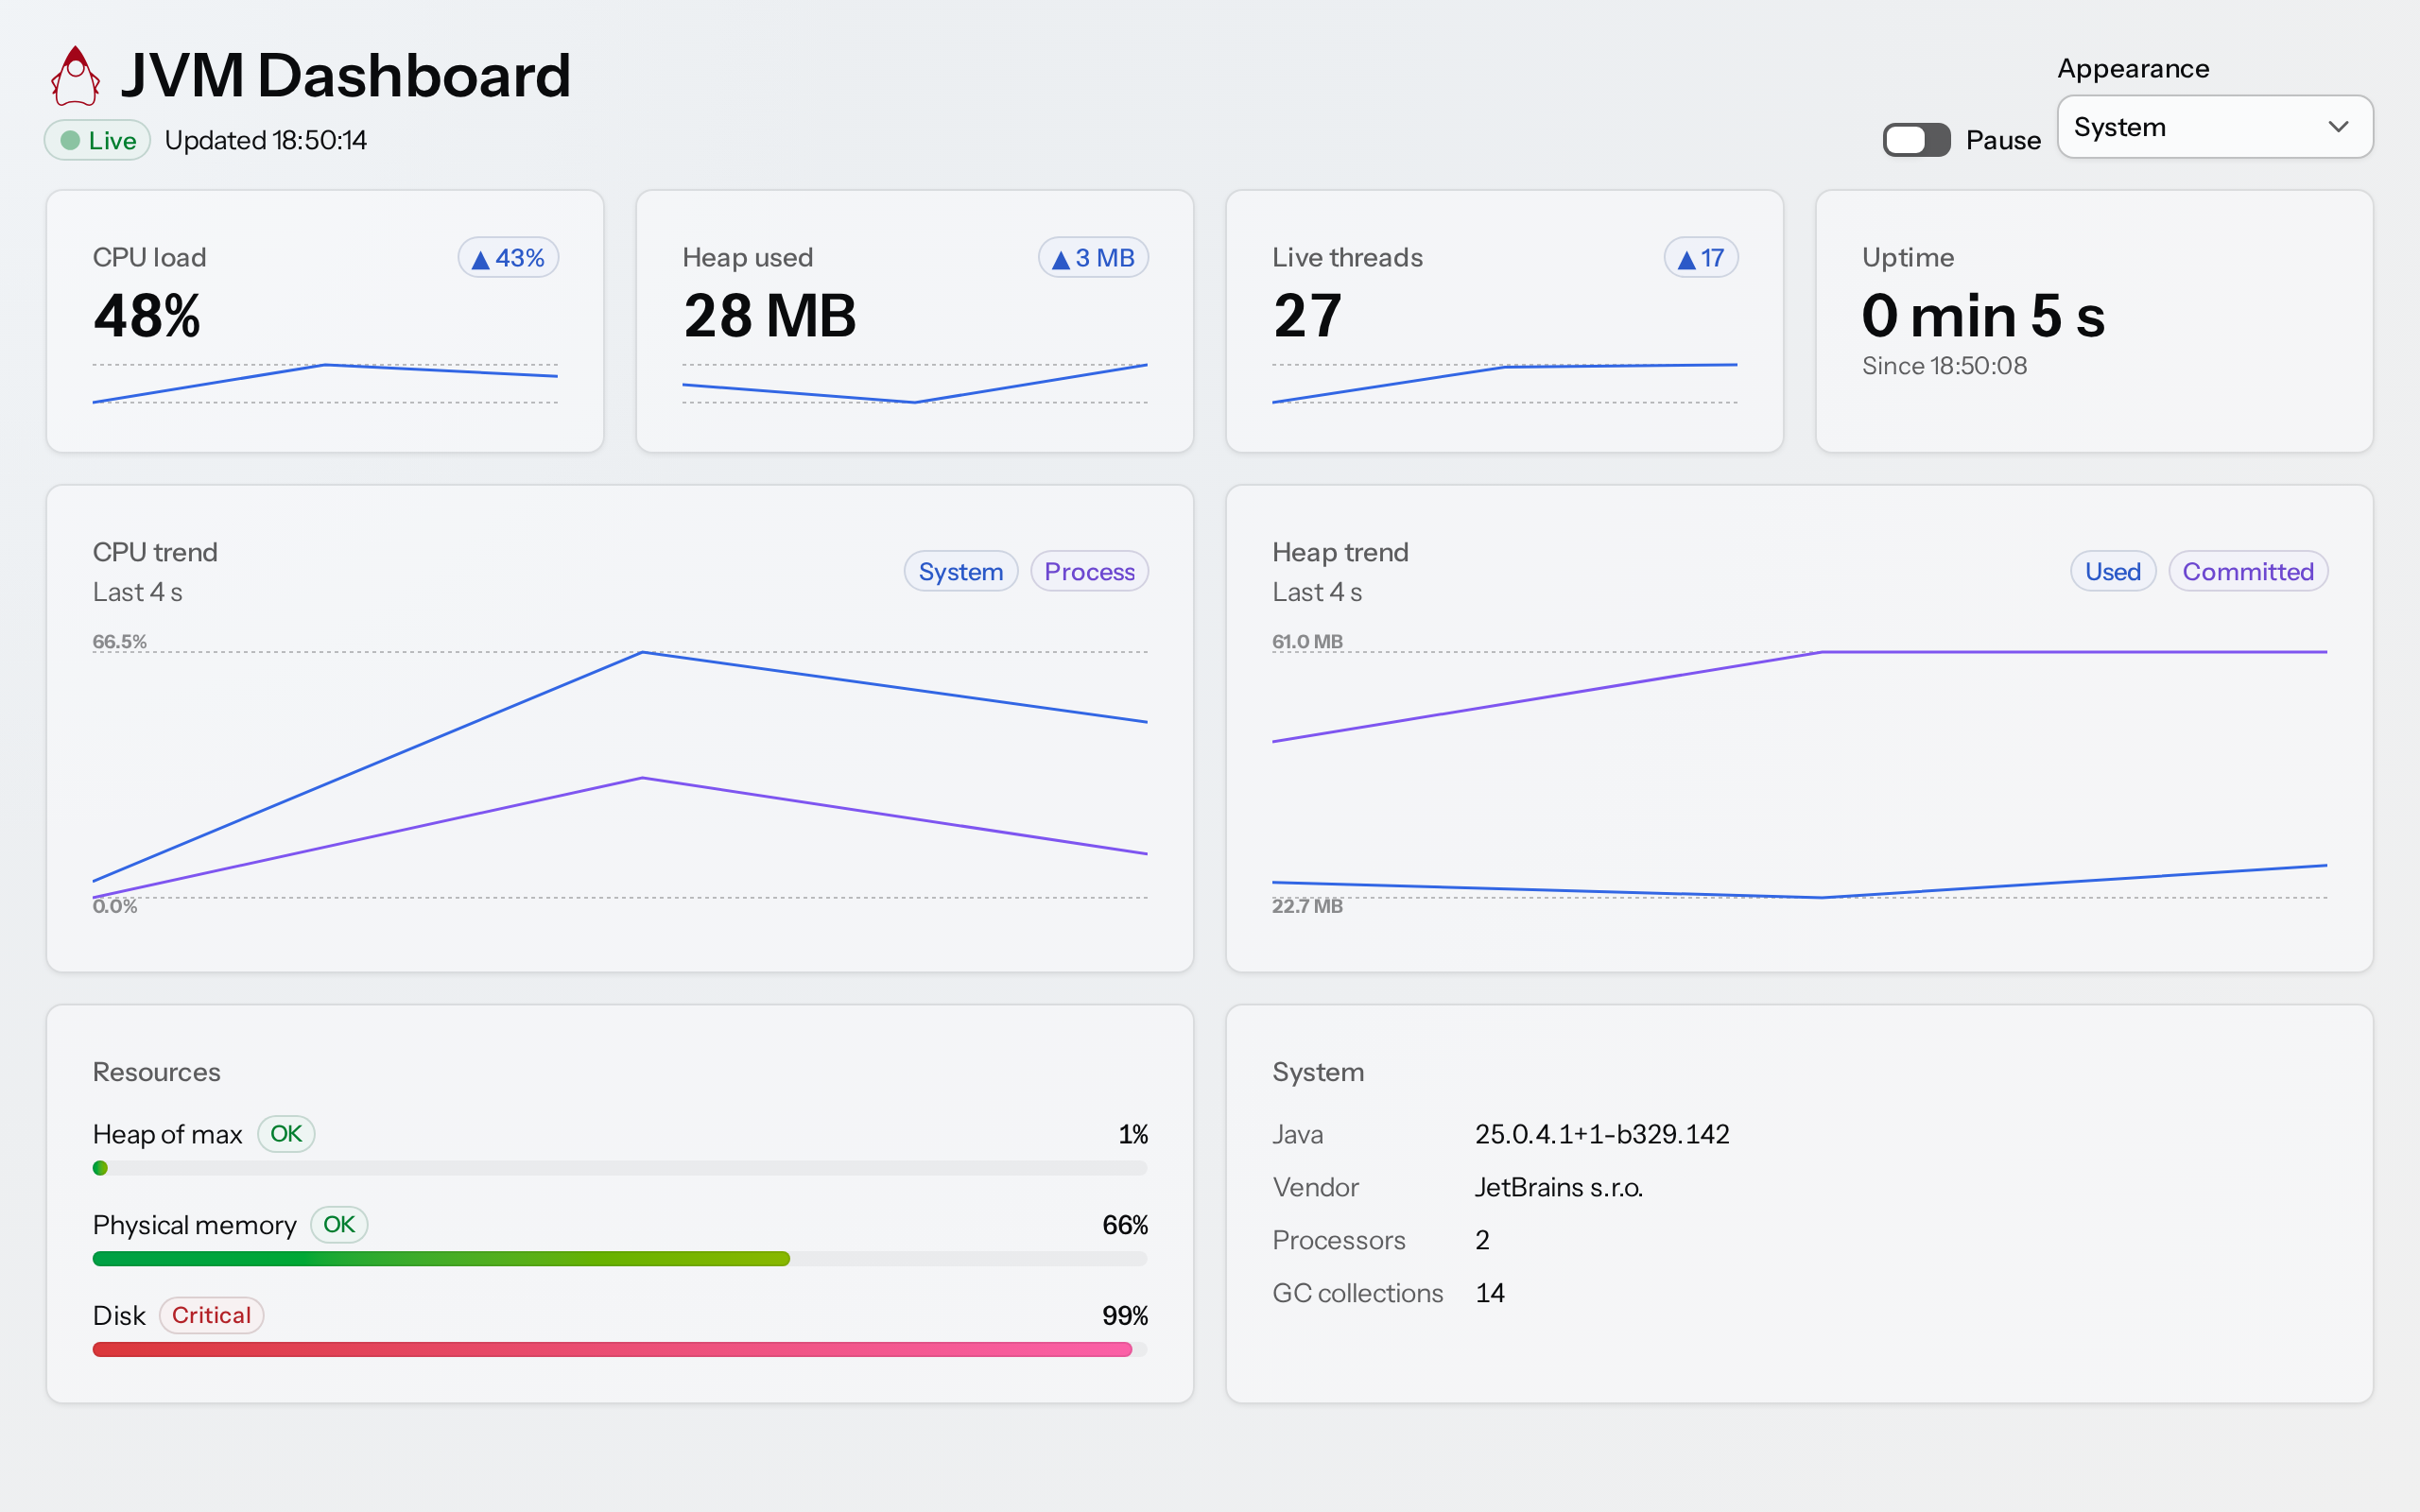 JVM Dashboard
Live Updated 18:50:14
Pause
Appearance
System
CPU load ▲ 43%
48%
Heap used ▲ 3 MB
28 MB
Live threads ▲ 17
27
Uptime
0 min 5 s
Since 18:50:08
CPU trend
Last 4 s
System Process
66.5%
0.0%
Heap trend
Last 4 s
Used Committed
61.0 MB
22.7 MB
Resources
Heap of max OK 1%
Physical memory OK 66%
Disk Critical 99%
System
Java 25.0.4.1+1-b329.142
Vendor JetBrains s.r.o.
Processors 2
GC collections 14